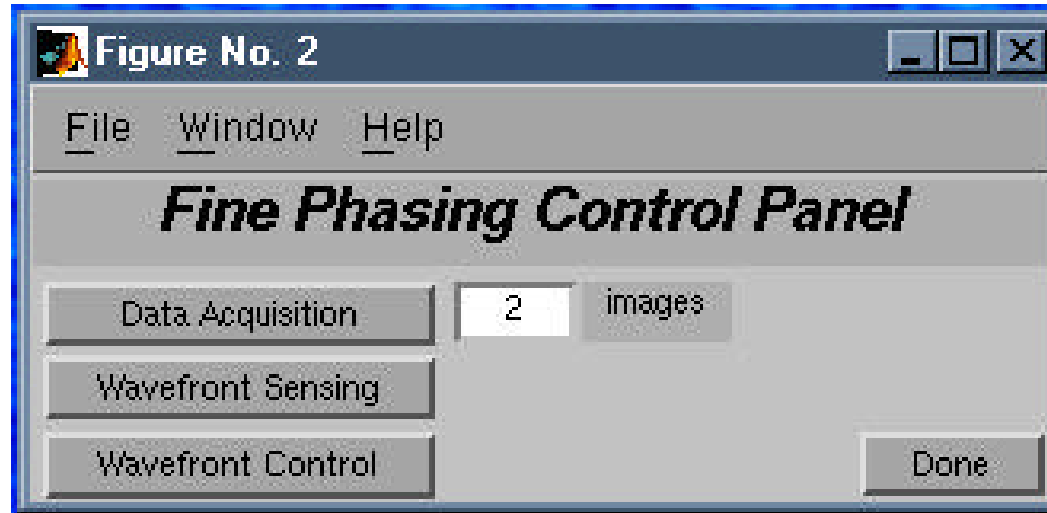 Figure No. 2
File Window Help
Fine Phasing Control Panel
Data Acquisition 2 images
Wavefront Sensing
Wavefront Control Done